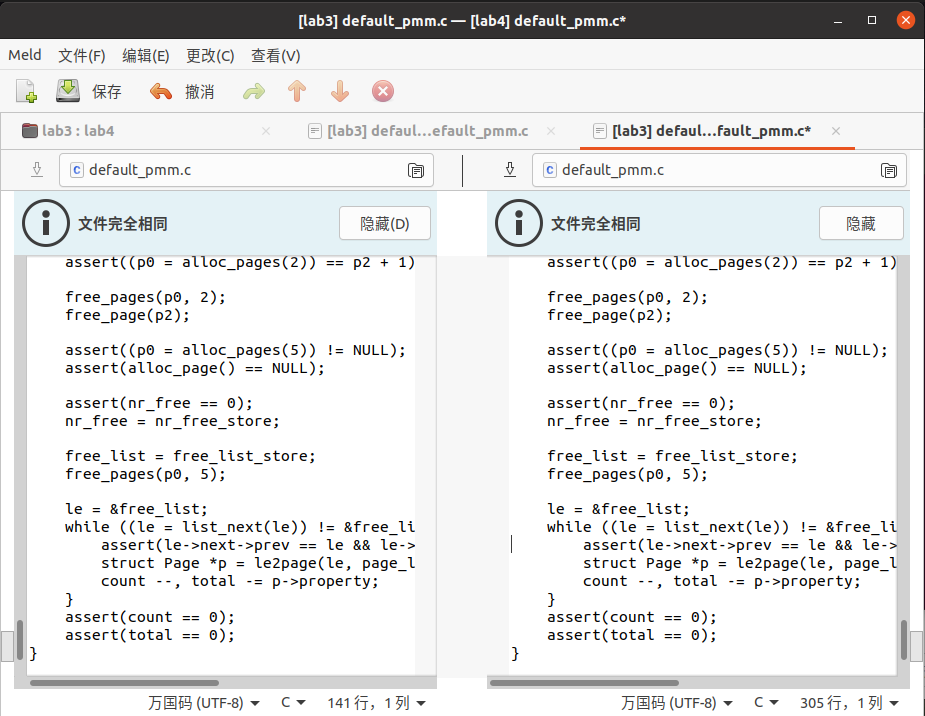 [lab3] default_pmm.c — [lab4] default_pmm.c*
Meld 文件(F) 编辑(E) 更改(C) 查看(V)
保存 撤消
lab3 : lab4 [lab3] defaul...efault_pmm.c [lab3] defaul...fault_pmm.c*
C default_pmm.c
C default_pmm.c
文件完全相同 隐藏(D)
文件完全相同 隐藏
assert((p0 = alloc_pages(2)) == p2 + 1)
free_pages(p0, 2);
free_page(p2);
assert((p0 = alloc_pages(5)) != NULL);
assert(alloc_page() == NULL);
assert(nr_free == 0);
nr_free = nr_free_store;
free_list = free_list_store;
free_pages(p0, 5);
le = &free_list;
while ((le = list_next(le)) != &free_li
assert(le->next->prev == le && le->
struct Page *p = le2page(le, page_l
count --, total -= p->property;
}
assert(count == 0);
assert(total == 0);
}
assert((p0 = alloc_pages(2)) == p2 + 1)
free_pages(p0, 2);
free_page(p2);
assert((p0 = alloc_pages(5)) != NULL);
assert(alloc_page() == NULL);
assert(nr_free == 0);
nr_free = nr_free_store;
free_list = free_list_store;
free_pages(p0, 5);
le = &free_list;
while ((le = list_next(le)) != &free_li
assert(le->next->prev == le && le->
struct Page *p = le2page(le, page_l
count --, total -= p->property;
}
assert(count == 0);
assert(total == 0);
}
万国码 (UTF-8) C 141 行，1 列
万国码 (UTF-8) C 305 行，1 列